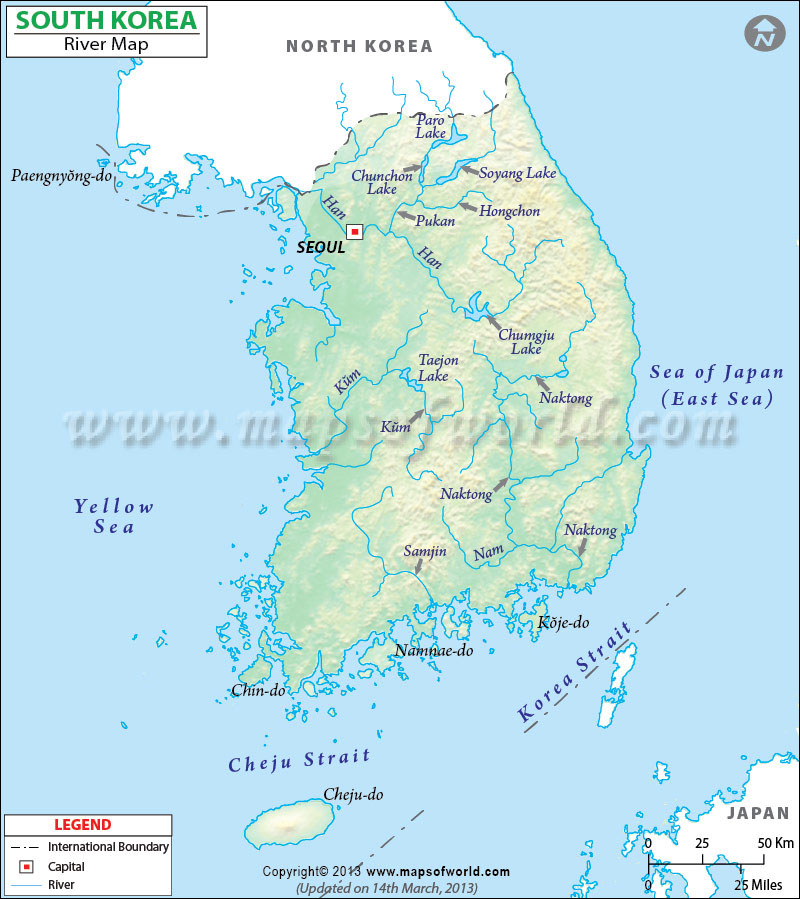 SOUTH KOREA
River Map
NORTH KOREA
N
Paengnyŏng-do
Paro
Lake
Chunchon
Lake
Soyang Lake
Han
Pukan
Hongchon
SEOUL
Han
Chumgju
Lake
Taejon
Lake
Kŭm
Naktong
Sea of Japan
(East Sea)
Kŭm
www.mapsofworld.com
Yellow
Sea
Naktong
Naktong
Samjin
Nam
Kŏje-do
Namnae-do
Chin-do
Korea Strait
Cheju Strait
Cheju-do
JAPAN
LEGEND
International Boundary
Capital
River
0 25 50 Km
0 25 Miles
Copyright© 2013 www.mapsofworld.com
(Updated on 14th March, 2013)